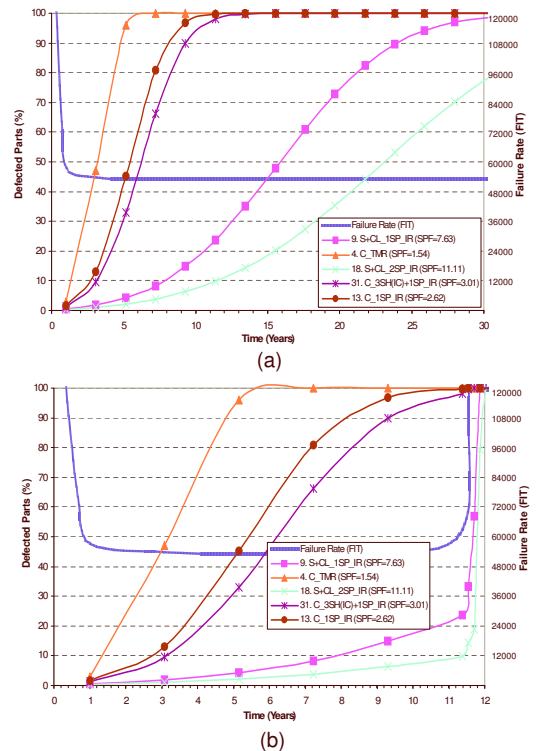 100
90
80
70
60
50
40
30
20
10
0
Defected Parts (%)
120000
108000
96000
84000
72000
60000
48000
36000
24000
12000
Failure Rate (FIT)
Failure Rate (FIT)
9. S+CL_1SP_IR (SPF=7.63)
4. C_TMR (SPF=1.54)
18. S+CL_2SP_IR (SPF=11.11)
31. C_3SH(IC)+1SP_IR (SPF=3.01)
13. C_1SP_IR (SPF=2.62)
0 5 10 15 20 25 30
Time (Years)
(a)
100
90
80
70
60
50
40
30
20
10
0
Defected Parts (%)
120000
108000
96000
84000
72000
60000
48000
36000
24000
12000
Failure Rate (FIT)
Failure Rate (FIT)
9. S+CL_1SP_IR (SPF=7.63)
4. C_TMR (SPF=1.54)
18. S+CL_2SP_IR (SPF=11.11)
31. C_3SH(IC)+1SP_IR (SPF=3.01)
13. C_1SP_IR (SPF=2.62)
0 1 2 3 4 5 6 7 8 9 10 11 12
Time (Years)
(b)